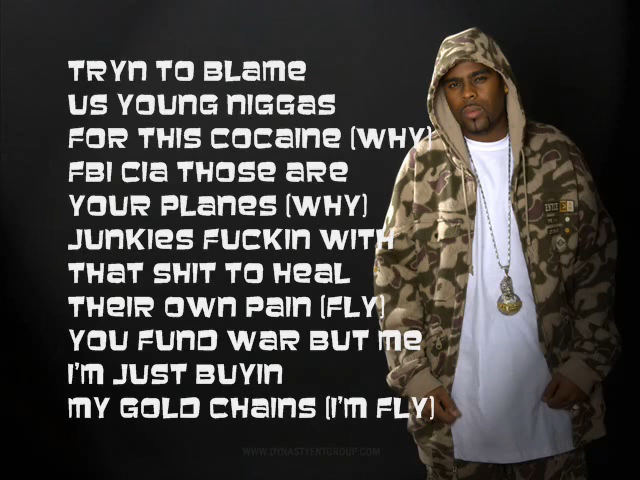 TRYN TO BLAME
US YOUNG NIGGAS
FOR THIS COCAINE (WHY)
FBI CIA THOSE ARE
YOUR PLANES (WHY)
JUNKIES FUCKIN WITH
THAT SHIT TO HEAL
THEIR OWN PAIN (FLY)
YOU FUND WAR BUT ME
I'M JUST BUYIN
MY GOLD CHAINS (I'M FLY)
WWW.DYNASTYENTGROUP.COM